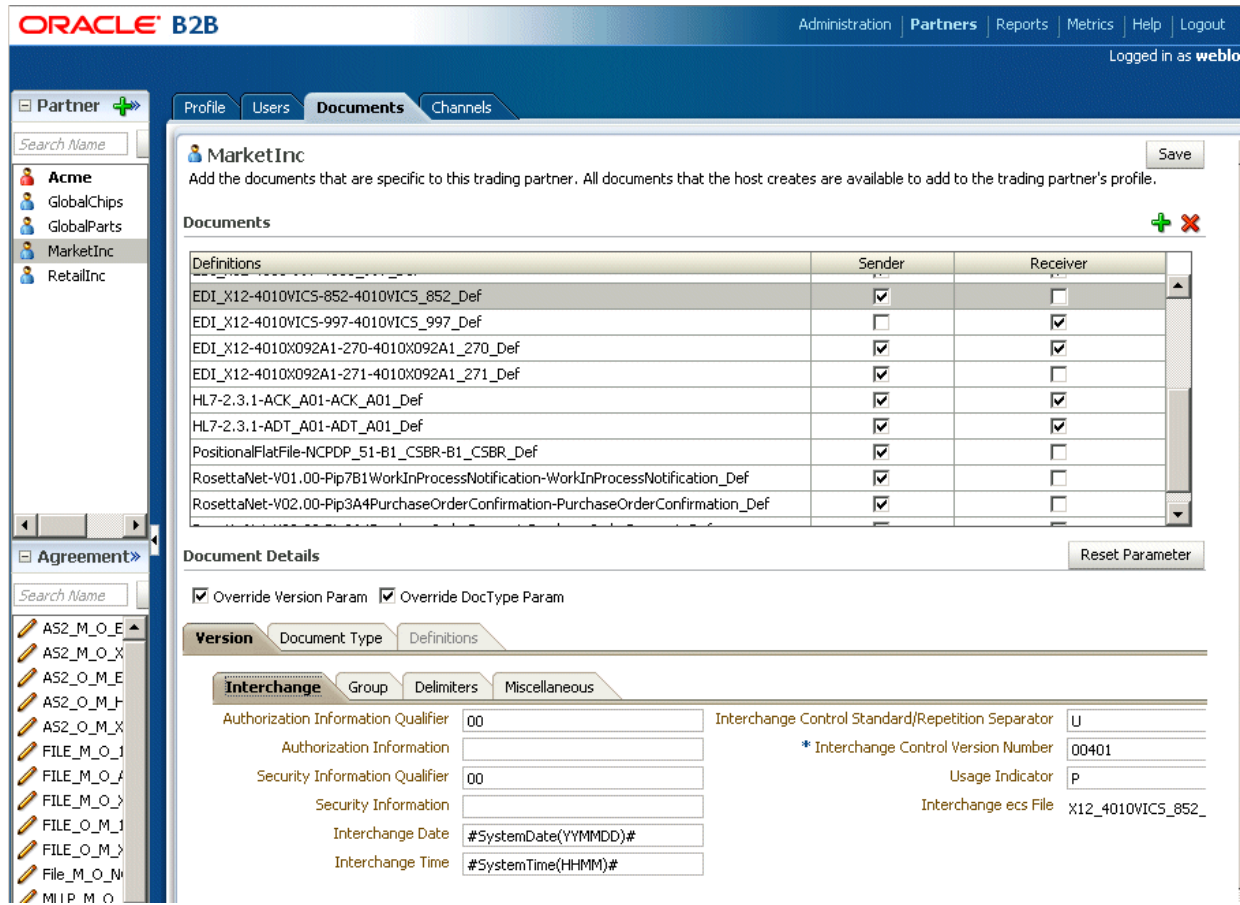 ORACLE B2B
Administration Partners Reports Metrics Help Logout
Logged in as weblo
Partner
Search Name
Acme
GlobalChips
GlobalParts
MarketInc
RetailInc
Agreement
Search Name
AS2_M_O_E
AS2_M_O_X
AS2_O_M_E
AS2_O_M_H
AS2_O_M_X
FILE_M_O_1
FILE_M_O_A
FILE_M_O_X
FILE_O_M_1
FILE_O_M_X
File_M_O_N
MLLP_M_O
Profile Users Documents Channels
MarketInc
Save
Add the documents that are specific to this trading partner. All documents that the host creates are available to add to the trading partner's profile.
Documents
Definitions Sender Receiver
EDI_X12-4010VICS-852-4010VICS_852_Def
EDI_X12-4010VICS-997-4010VICS_997_Def
EDI_X12-4010X092A1-270-4010X092A1_270_Def
EDI_X12-4010X092A1-271-4010X092A1_271_Def
HL7-2.3.1-ACK_A01-ACK_A01_Def
HL7-2.3.1-ADT_A01-ADT_A01_Def
PositionalFlatFile-NCPDP_51-B1_CSBR-B1_CSBR_Def
RosettaNet-V01.00-Pip7B1WorkInProcessNotification-WorkInProcessNotification_Def
RosettaNet-V02.00-Pip3A4PurchaseOrderConfirmation-PurchaseOrderConfirmation_Def
Document Details
Reset Parameter
Override Version Param Override DocType Param
Version Document Type Definitions
Interchange Group Delimiters Miscellaneous
Authorization Information Qualifier 00
Authorization Information
Security Information Qualifier 00
Security Information
Interchange Date #SystemDate(YYMMDD)#
Interchange Time #SystemTime(HHMM)#
Interchange Control Standard/Repetition Separator U
* Interchange Control Version Number 00401
Usage Indicator P
Interchange ecs File X12_4010VICS_852_